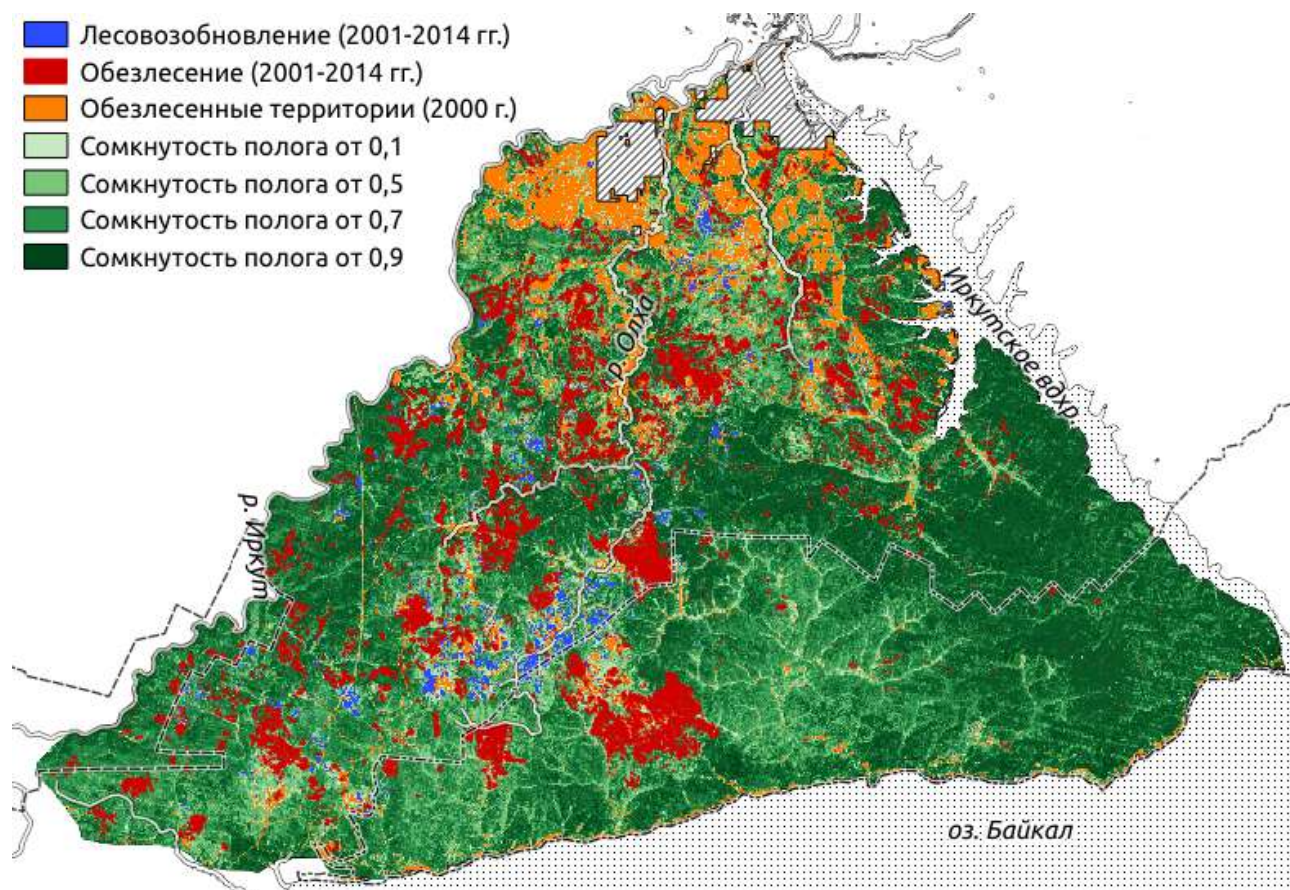 Лесовозобновление (2001-2014 гг.)
Обезлесение (2001-2014 гг.)
Обезлесенные территории (2000 г.)
Сомкнутость полога от 0,1
Сомкнутость полога от 0,5
Сомкнутость полога от 0,7
Сомкнутость полога от 0,9
Иркутское вдхр.
р. Олха
р. Иркут
оз. Байкал